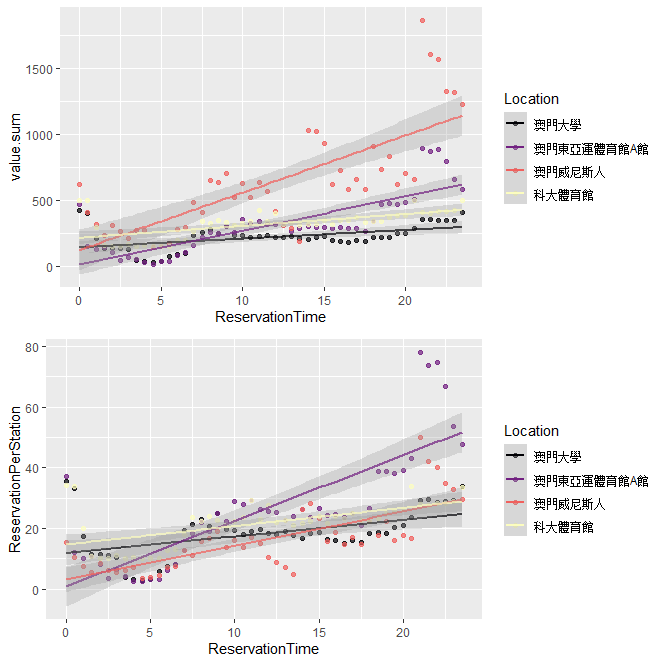 1500
1000
500
0
value.sum
0 5 10 15 20
ReservationTime
Location
澳門大學
澳門東亞運體育館A館
澳門威尼斯人
科大體育館
80
60
40
20
0
ReservationPerStation
0 5 10 15 20
ReservationTime
Location
澳門大學
澳門東亞運體育館A館
澳門威尼斯人
科大體育館